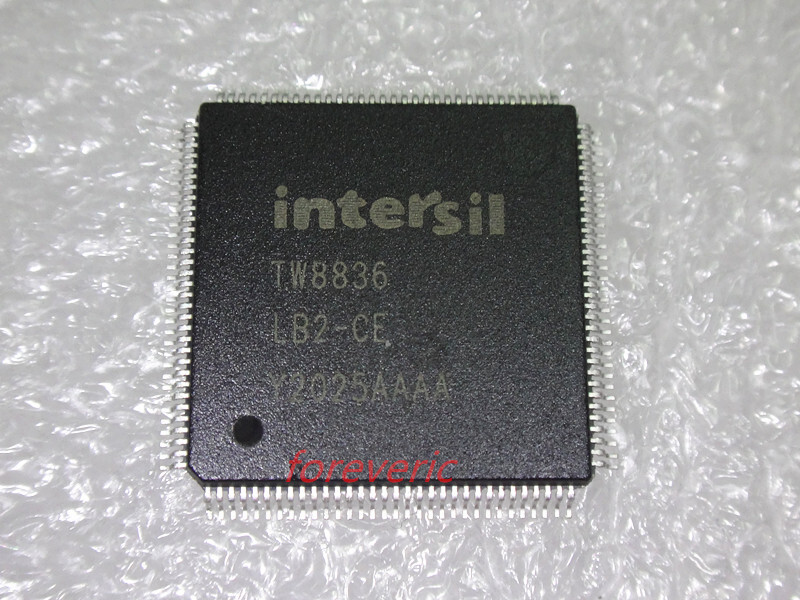 intersil
TW8836
LB2-CE
Y2025AAAA
foreveric